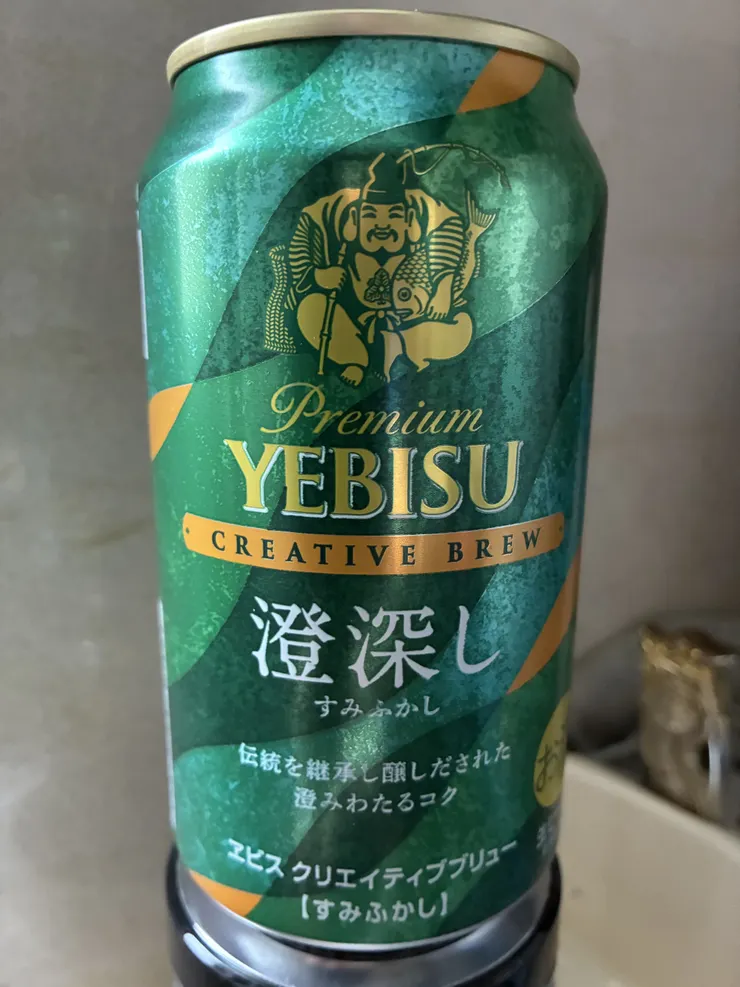 Premium
YEBISU
CREATIVE BREW
澄深し
すみふかし
伝統を継承し醸しだされた
澄みわたるコク
ヱビス クリエイティブブリュー
【すみふかし】
お